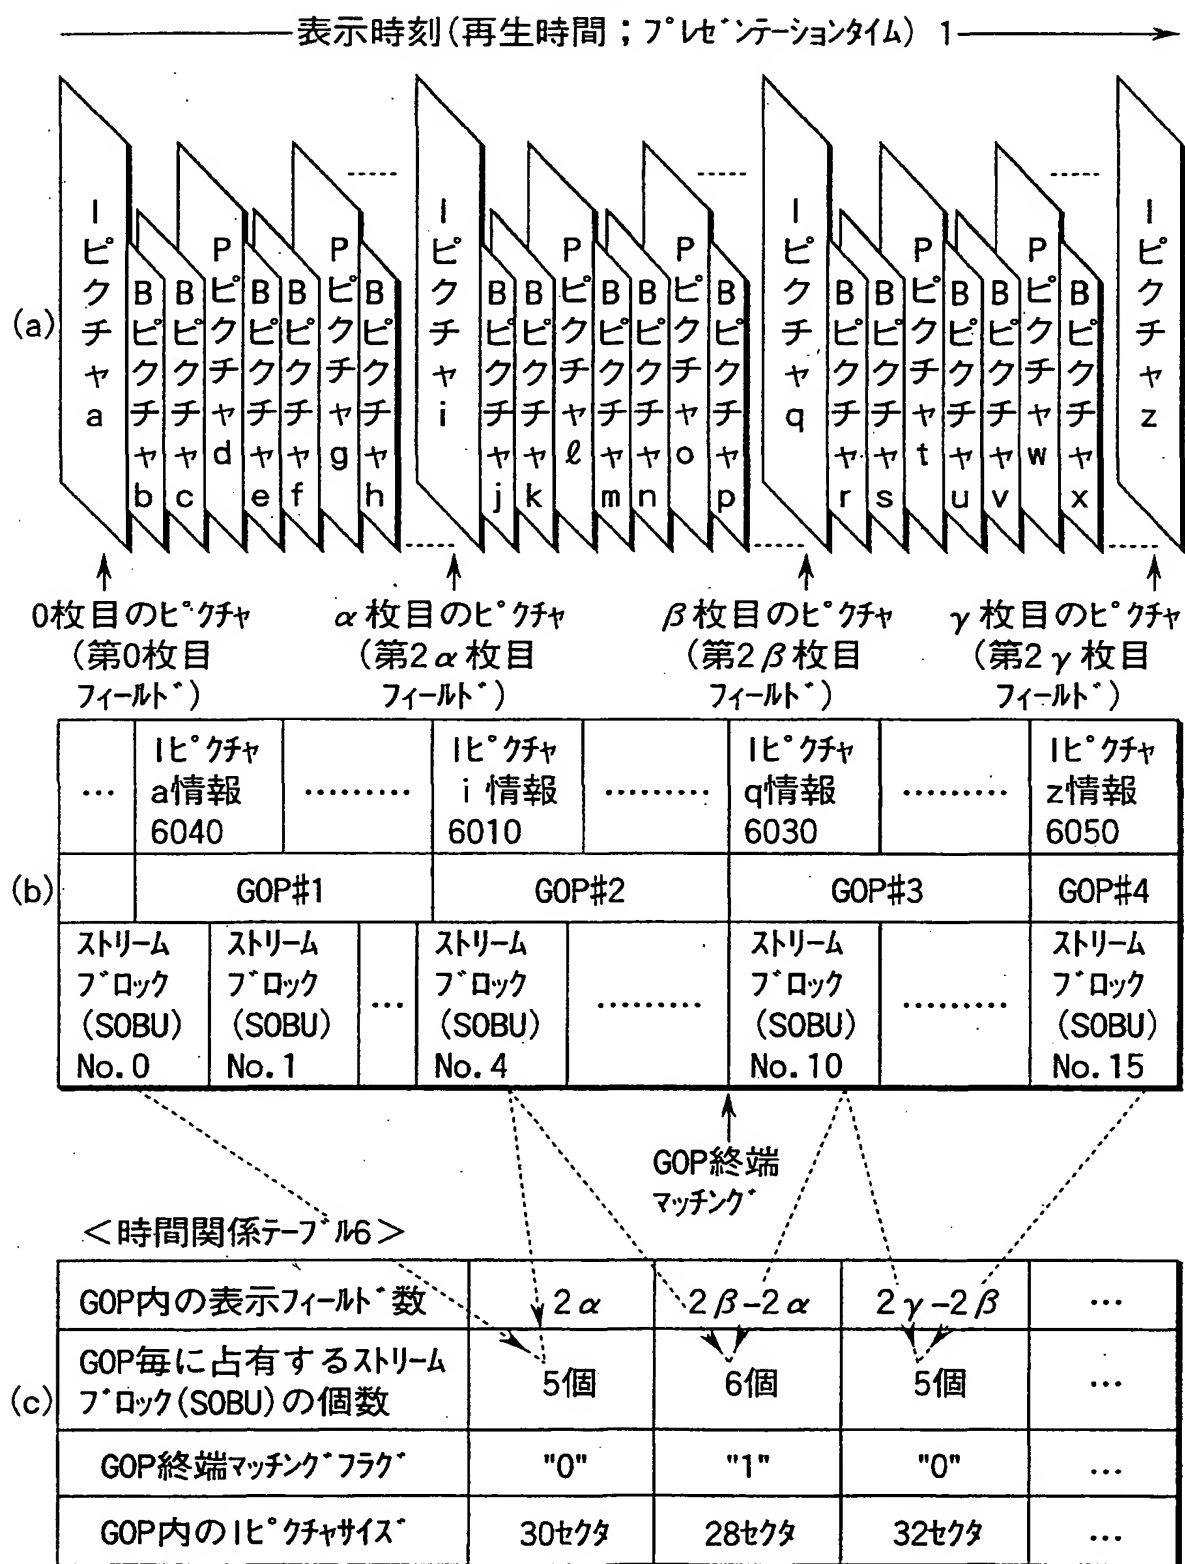 表示時刻(再生時間;プレゼンテーションタイム) 1
(a)
Iピクチャa
Bピクチャb
Bピクチャc
Pピクチャd
Bピクチャe
Bピクチャf
Pピクチャg
Bピクチャh
Iピクチャi
Bピクチャj
Bピクチャk
Pピクチャℓ
Bピクチャm
Bピクチャn
Pピクチャo
Bピクチャp
Iピクチャq
Bピクチャr
Bピクチャs
Pピクチャt
Bピクチャu
Bピクチャv
Pピクチャw
Bピクチャx
Iピクチャz
0枚目のピクチャ
(第0枚目
フィールド)
α枚目のピクチャ
(第2α枚目
フィールド)
β枚目のピクチャ
(第2β枚目
フィールド)
γ枚目のピクチャ
(第2γ枚目
フィールド)
(b)
…
Iピクチャ
a情報
6040
………
Iピクチャ
i情報
6010
………
Iピクチャ
q情報
6030
………
Iピクチャ
z情報
6050
GOP#1
GOP#2
GOP#3
GOP#4
ストリーム
ブロック
(SOBU)
No.0
ストリーム
ブロック
(SOBU)
No.1
…
ストリーム
ブロック
(SOBU)
No.4
………
ストリーム
ブロック
(SOBU)
No.10
………
ストリーム
ブロック
(SOBU)
No.15
GOP終端
マッチング
<時間関係テーブル6>
(c)
GOP内の表示フィールド数 2α 2β-2α 2γ-2β …
GOP毎に占有するストリーム
ブロック(SOBU)の個数 5個 6個 5個 …
GOP終端マッチングフラグ "0" "1" "0" …
GOP内のIピクチャサイズ 30セクタ 28セクタ 32セクタ …